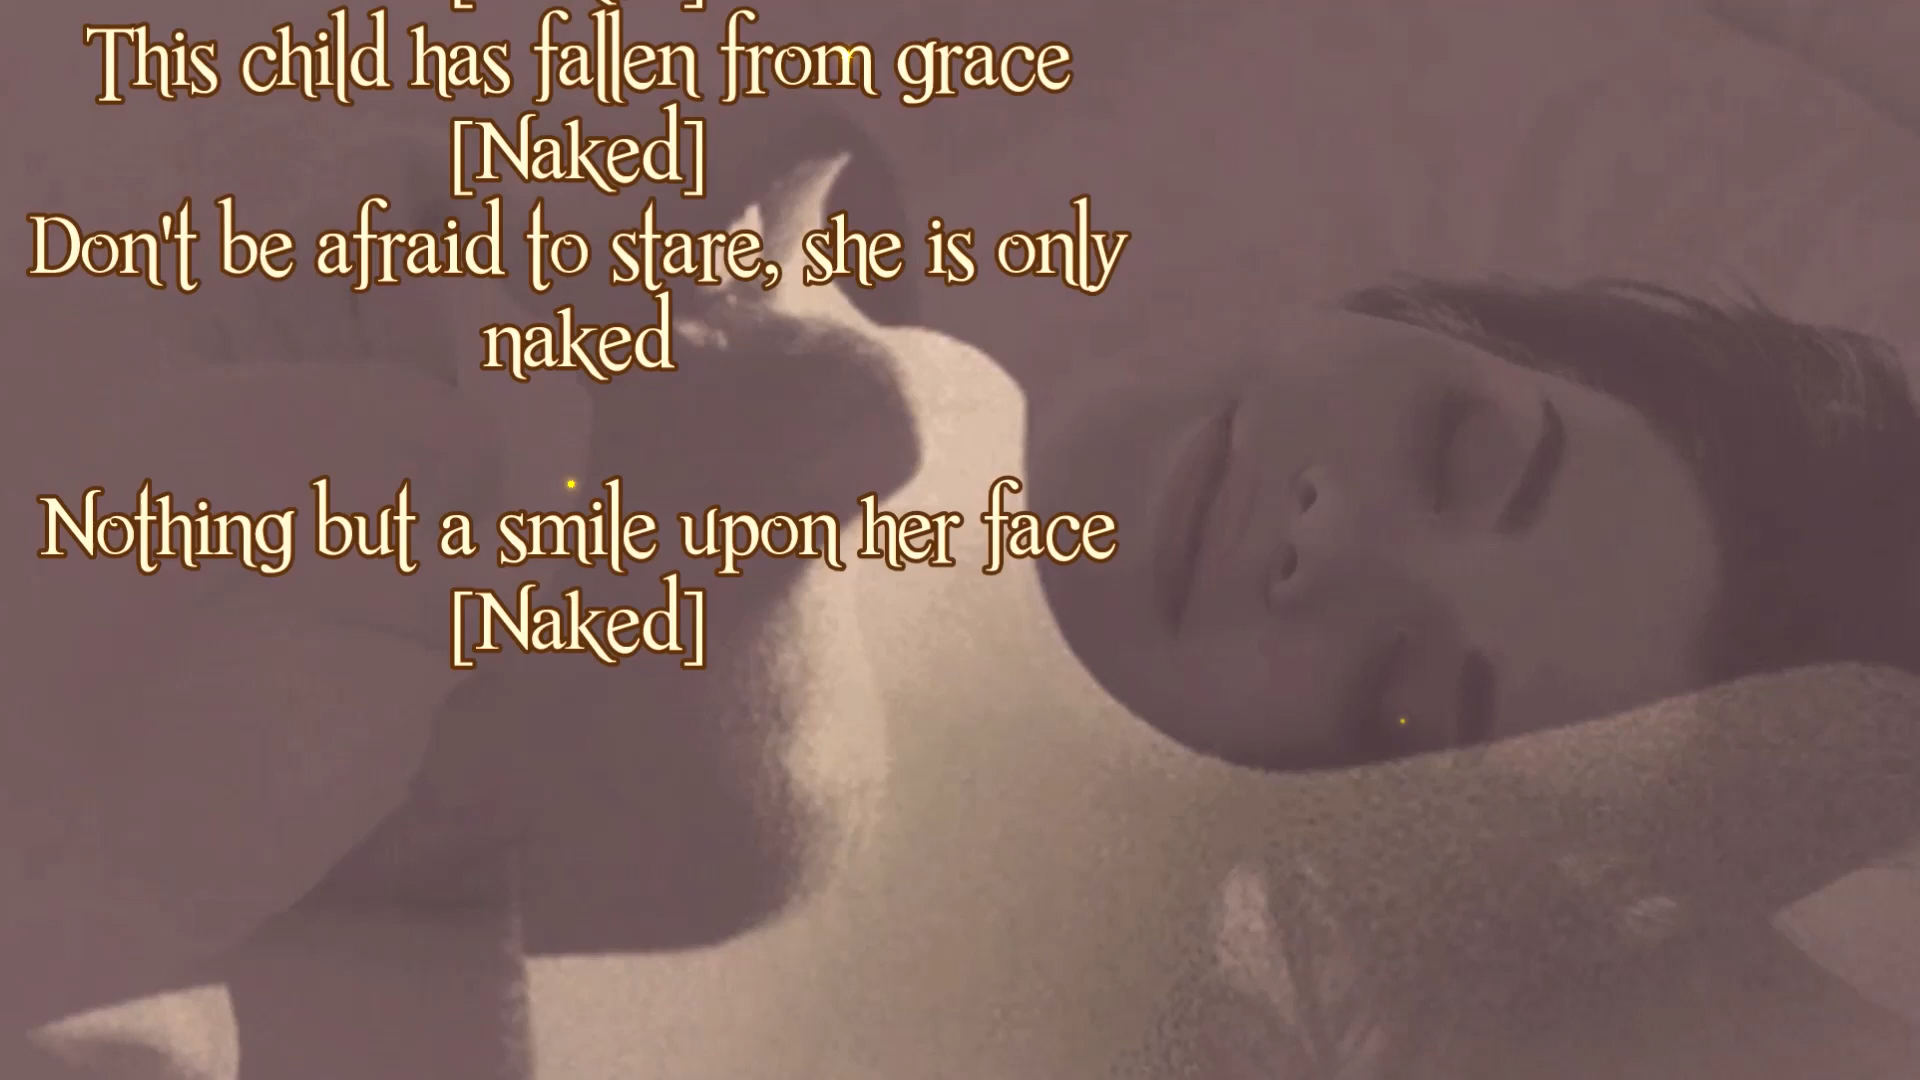 This child has fallen from grace
[Naked]
Don't be afraid to stare, she is only
naked
Nothing but a smile upon her face
[Naked]